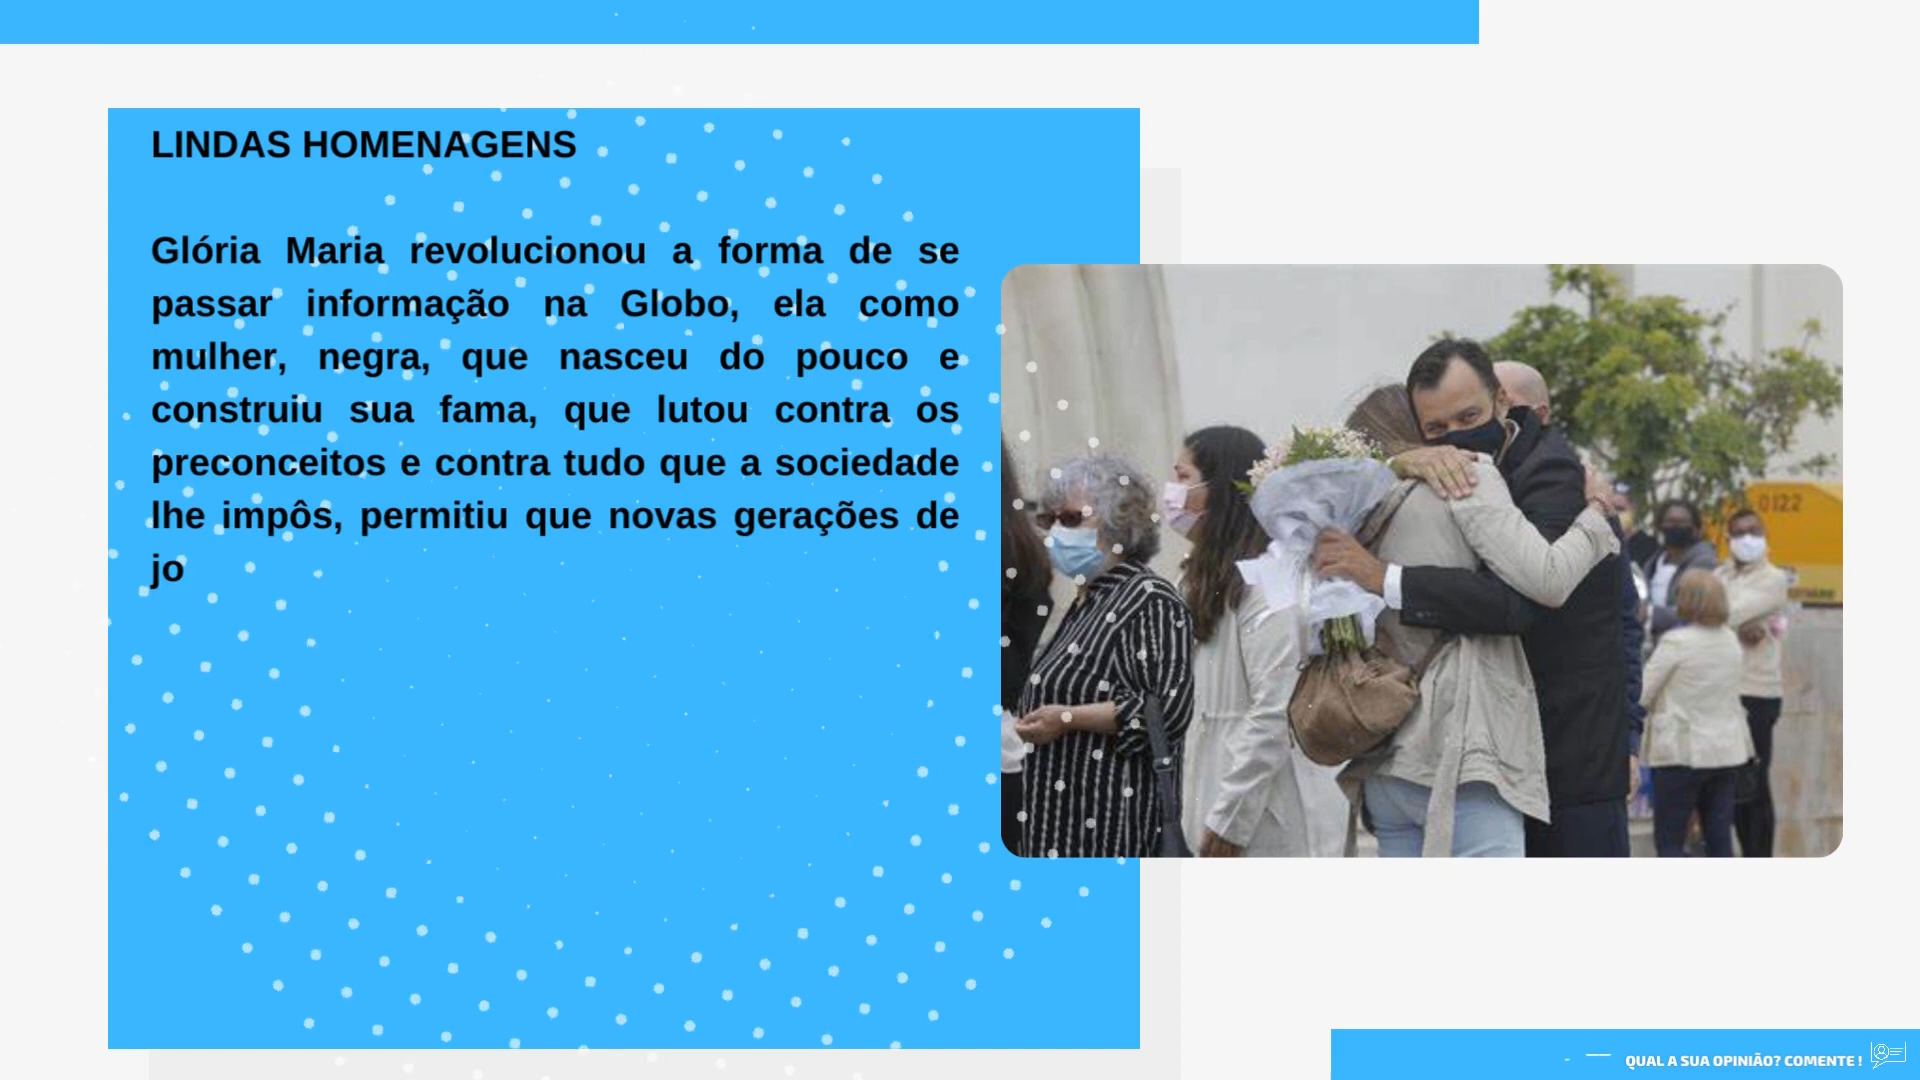 LINDAS HOMENAGENS
Glória Maria revolucionou a forma de se
passar informação na Globo, ela como
mulher, negra, que nasceu do pouco e
construiu sua fama, que lutou contra os
preconceitos e contra tudo que a sociedade
lhe impôs, permitiu que novas gerações de
jo
0122
QUAL A SUA OPINIÃO? COMENTE !